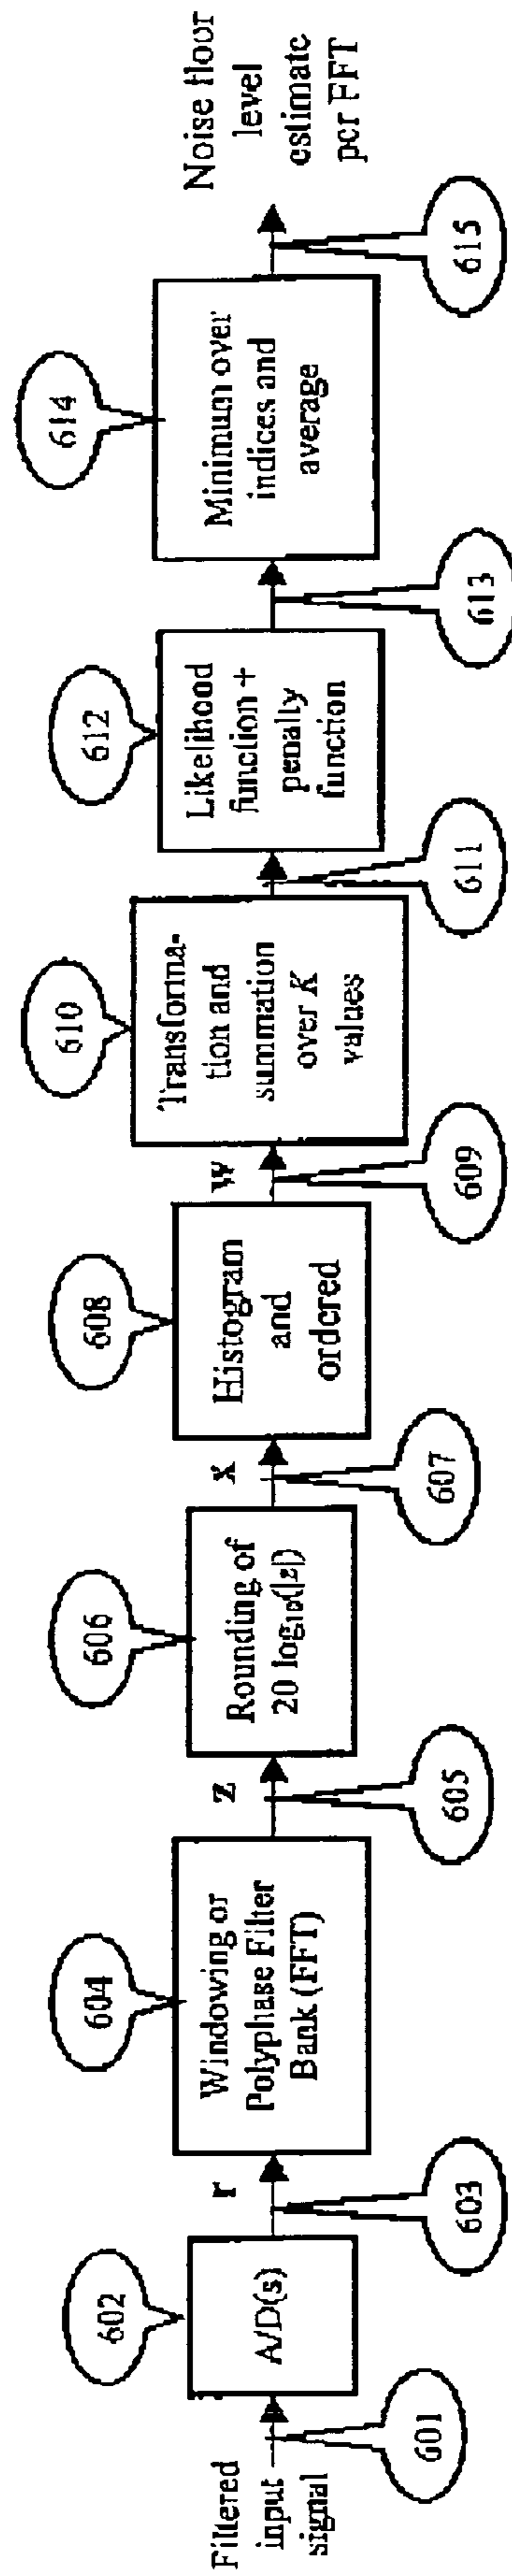 Filtered
input
signal
601
A/D(s)
602
r
603
Windowing or
Polyphase Filter
Bank (FFT)
604
z
605
Rounding of
20 log₁₀(|z|)
606
x
607
Histogram
and
ordered
608
w
609
Transforma-
tion and
summation
over K
values
610
611
Likelihood
function +
penalty
function
612
613
Minimum over
indices and
average
614
615
Noise floor
level
estimate
per FFT